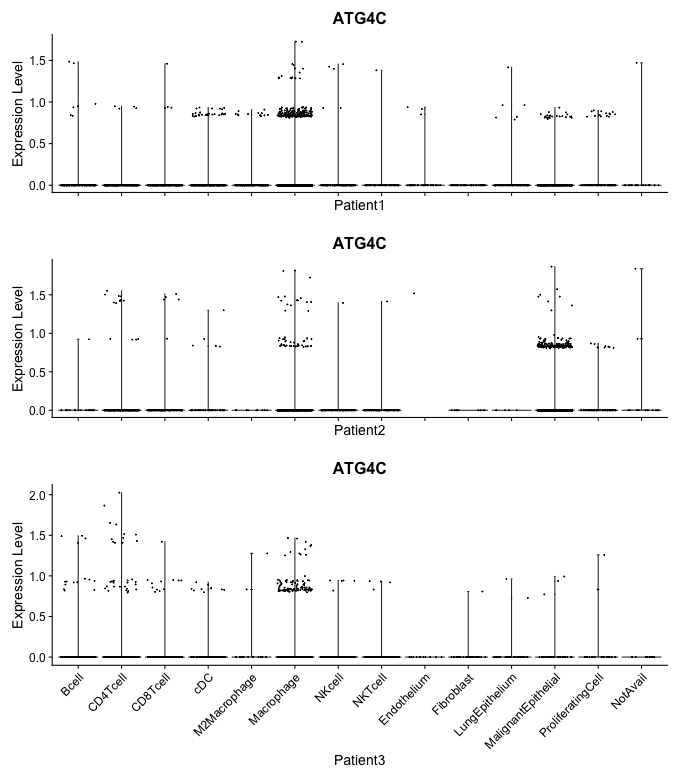 ATG4C
Expression Level
1.5
1.0
0.5
0.0
Patient1
ATG4C
Expression Level
1.5
1.0
0.5
0.0
Patient2
ATG4C
Expression Level
2.0
1.5
1.0
0.5
0.0
Bcell
CD4Tcell
CD8Tcell
cDC
M2Macrophage
Macrophage
NKcell
NKTcell
Endothelium
Fibroblast
LungEpithelium
MalignantEpithelial
ProliferatingCell
NotAvail
Patient3